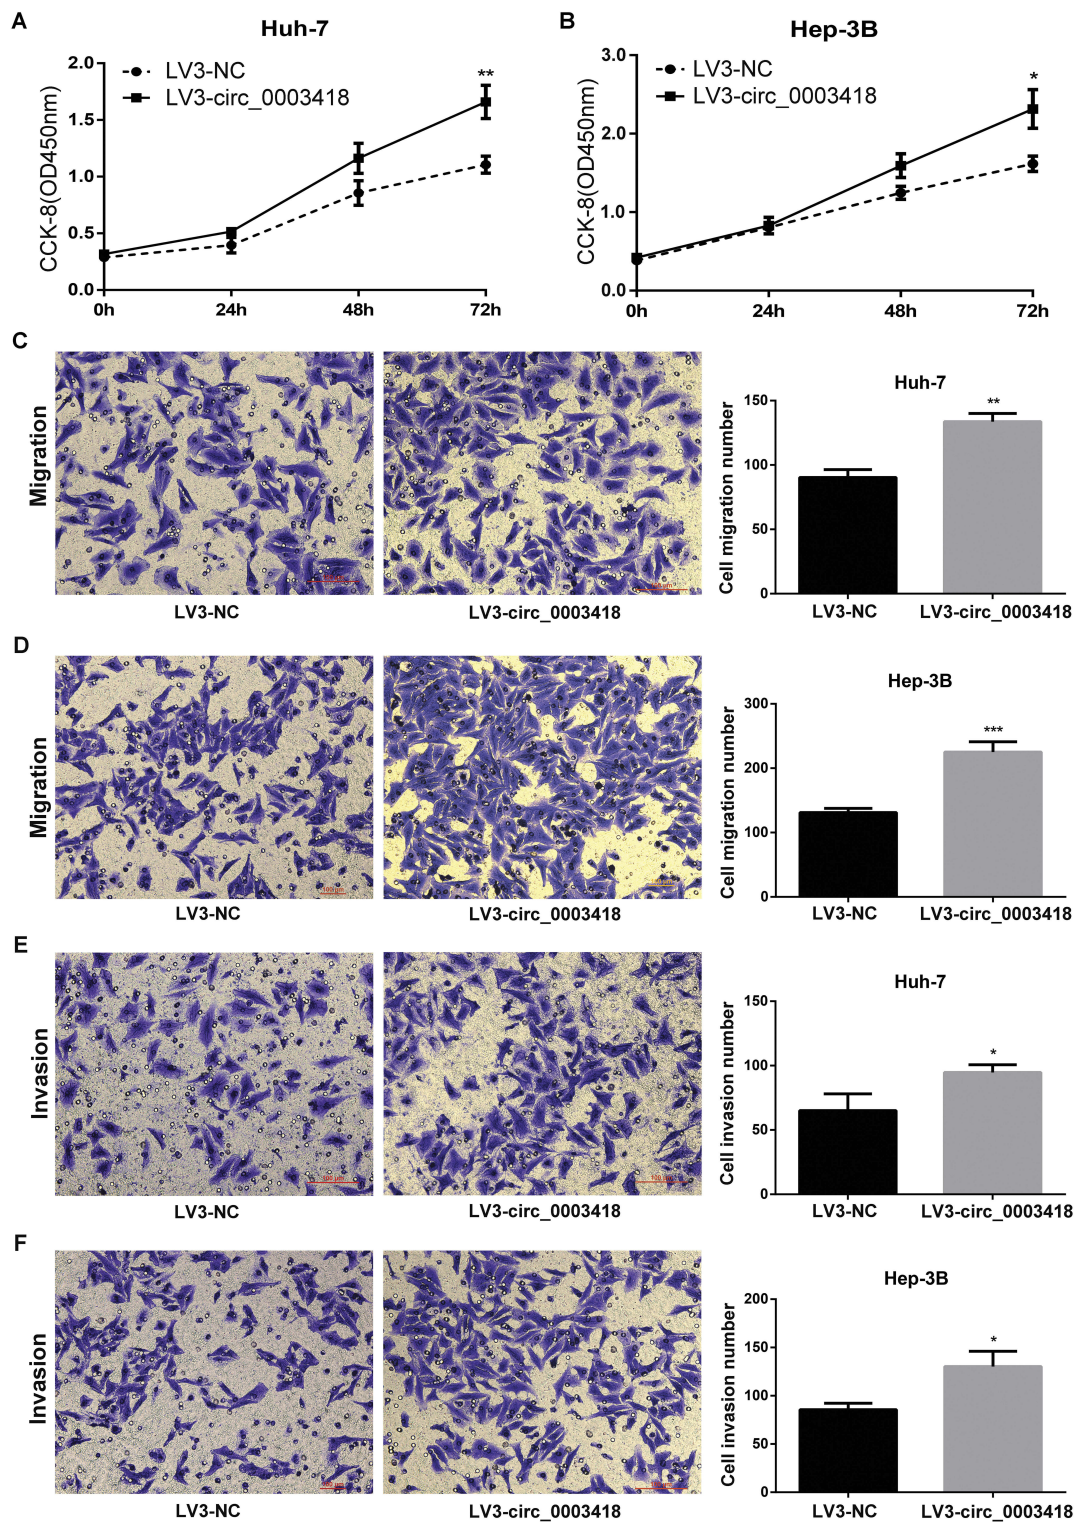 A
Huh-7
2.0
1.5
1.0
0.5
0.0
CCK-8(OD450nm)
LV3-NC
LV3-circ_0003418
**
0h
24h
48h
72h
B
Hep-3B
3.0
2.0
1.0
0.0
CCK-8(OD450nm)
LV3-NC
LV3-circ_0003418
*
0h
24h
48h
72h
C
Migration
LV3-NC
LV3-circ_0003418
Huh-7
Cell migration number
150
100
50
0
**
LV3-NC
LV3-circ_0003418
D
Migration
100 µm
LV3-NC
LV3-circ_0003418
Hep-3B
Cell migration number
300
200
100
0
***
LV3-NC
LV3-circ_0003418
E
Invasion
100 µm
100 µm
LV3-NC
LV3-circ_0003418
Huh-7
Cell invasion number
150
100
50
0
*
LV3-NC
LV3-circ_0003418
F
Invasion
LV3-NC
LV3-circ_0003418
Hep-3B
Cell invasion number
200
150
100
50
0
*
LV3-NC
LV3-circ_0003418